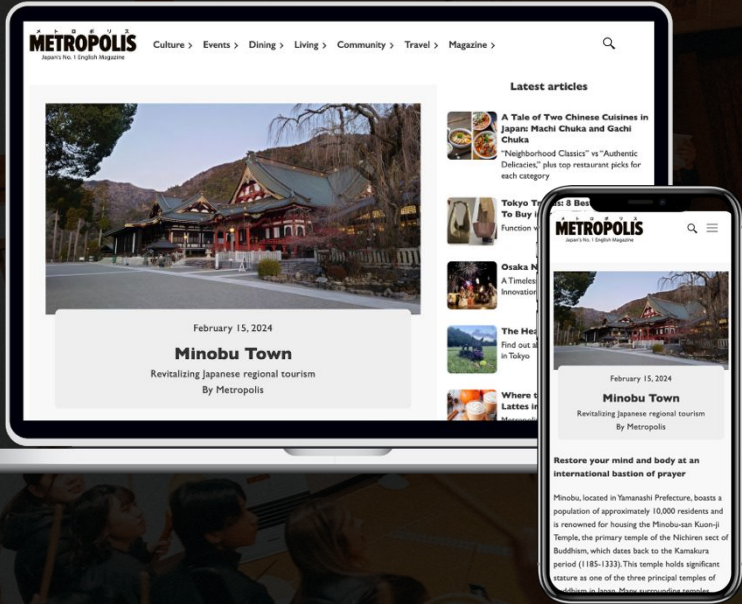 メトロポリス
METROPOLIS
Japan's No. 1 English Magazine
Culture >
Events >
Dining >
Living >
Community >
Travel >
Magazine >
Latest articles
A Tale of Two Chinese Cuisines in
Japan: Machi Chuka and Gachi
Chuka
"Neighborhood Classics" vs "Authentic
Delicacies," plus top restaurant picks for
each category
Tokyo
8
To Buy
Function
Osaka
A
Innovation
The
Find out
in Tokyo
Where
Lattes in
February 15, 2024
Minobu Town
Revitalizing Japanese regional tourism
By Metropolis
メトロポリス
METROPOLIS
Japan's No. 1 English Magazine
February 15, 2024
Minobu Town
Revitalizing Japanese regional tourism
By Metropolis
Restore your mind and body at an
international bastion of prayer
Minobu, located in Yamanashi Prefecture, boasts a
population of approximately 10,000 residents and
is renowned for housing the Minobu-san Kuon-ji
Temple, the primary temple of the Nichiren sect of
Buddhism, which dates back to the Kamakura
period (1185-1333). This temple holds significant
stature as one of the three principal temples of
Buddhism in Japan. Many surrounding temples